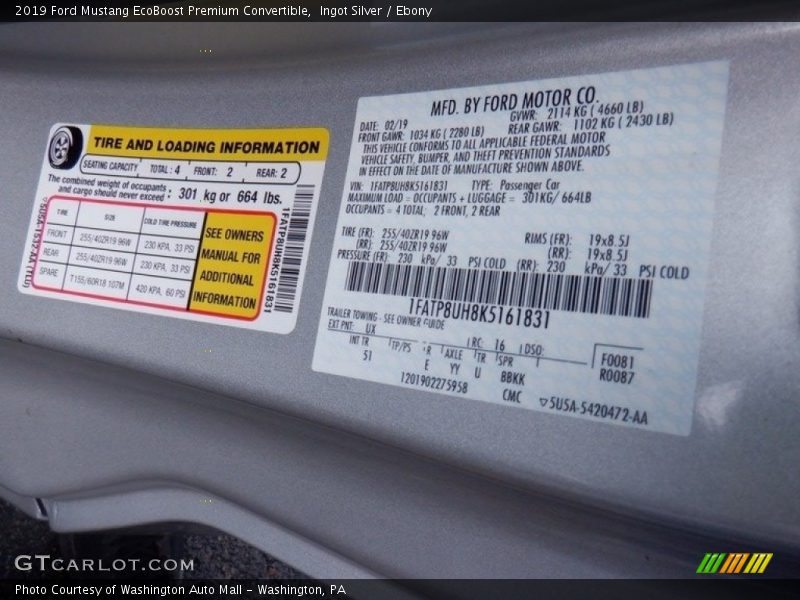 2019 Ford Mustang EcoBoost Premium Convertible, Ingot Silver / Ebony
TIRE AND LOADING INFORMATION
SEATING CAPACITY TOTAL: 4 FRONT: 2 REAR: 2
The combined weight of occupants
and cargo should never exceed : 301 kg or 664 lbs.
TIRE SIZE COLD TIRE PRESSURE
FRONT 255/40ZR19 96W 230 KPA, 33 PSI
REAR 255/40ZR19 96W 230 KPA, 33 PSI
SPARE T155/60R18 107M 420 KPA, 60 PSI
SEE OWNERS
MANUAL FOR
ADDITIONAL
INFORMATION
1FATP8UH8K5161831
MFD. BY FORD MOTOR CO.
DATE: 02/19 GVWR: 2114 KG ( 4660 LB)
FRONT GAWR: 1034 KG ( 2280 LB) REAR GAWR: 1102 KG ( 2430 LB)
THIS VEHICLE CONFORMS TO ALL APPLICABLE FEDERAL MOTOR
VEHICLE SAFETY, BUMPER, AND THEFT PREVENTION STANDARDS
IN EFFECT ON THE DATE OF MANUFACTURE SHOWN ABOVE.
VIN: 1FATP8UH8K5161831 TYPE: Passenger Car
MAXIMUM LOAD = OCCUPANTS + LUGGAGE = 301KG/ 664LB
OCCUPANTS = 4 TOTAL; 2 FRONT, 2 REAR
TIRE (FR): 255/40ZR19 96W RIMS (FR): 19x8.5J
(RR): 255/40ZR19 96W (RR): 19x8.5J
PRESSURE (FR): 230 kPa/ 33 PSI COLD (RR): 230 kPa/ 33 PSI COLD
1FATP8UH8K5161831
TRAILER TOWING - SEE OWNER GUIDE
EXT PNT: UX RC: 16 DSO:
INT TR TP/PS R AXLE TR SPR
51 E YY U BBKK
F0081
R0087
1201902275958 CMC
5U5A-5420472-AA
GTCARLOT.COM
Photo Courtesy of Washington Auto Mall - Washington, PA